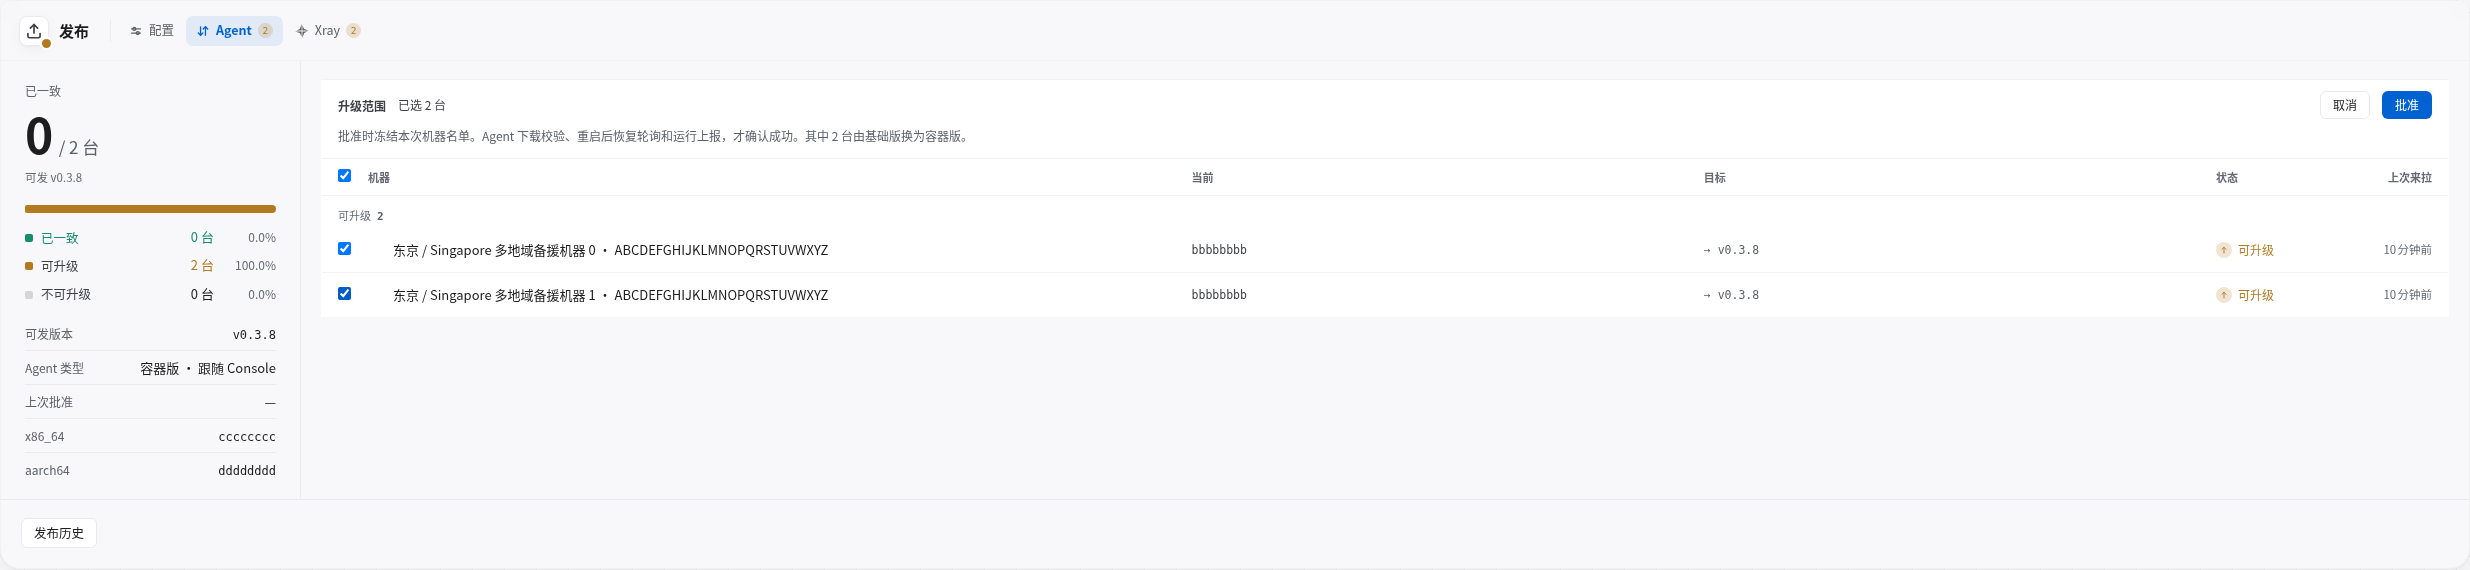 发布 配置 Agent 2 Xray 2
已一致
0 / 2 台
可发 v0.3.8
已一致 0 台 0.0%
可升级 2 台 100.0%
不可升级 0 台 0.0%
可发版本 v0.3.8
Agent 类型 容器版 · 跟随 Console
上次批准 —
x86_64 cccccccc
aarch64 dddddddd
升级范围 已选 2 台 取消 批准
批准时冻结本次机器名单。Agent 下载校验、重启后恢复轮询和运行上报，才确认成功。其中 2 台由基础版换为容器版。
机器 当前 目标 状态 上次来拉
可升级 2
东京 / Singapore 多地域备援机器 0 · ABCDEFGHIJKLMNOPQRSTUVWXYZ bbbbbbbb → v0.3.8 可升级 10 分钟前
东京 / Singapore 多地域备援机器 1 · ABCDEFGHIJKLMNOPQRSTUVWXYZ bbbbbbbb → v0.3.8 可升级 10 分钟前
发布历史